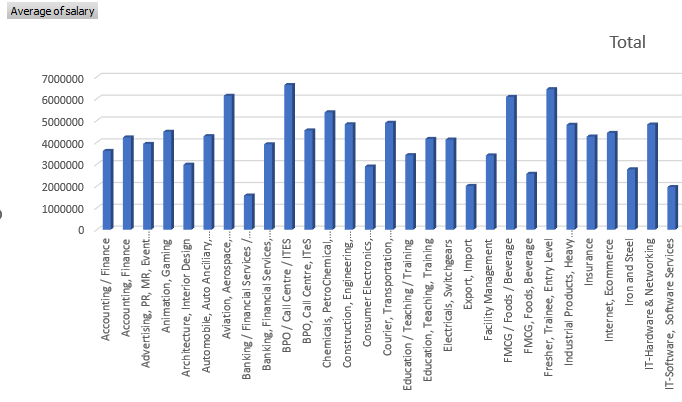 Average of salary
Total
7000000
6000000
5000000
4000000
3000000
2000000
1000000
0
Accounting / Finance
Accounting, Finance
Advertising, PR, MR, Event…
Animation, Gaming
Architecture, Interior Design
Automobile, Auto Anciliary,…
Aviation, Aerospace,…
Banking / Financial Services /…
Banking, Financial Services,…
BPO / Call Centre / ITES
BPO, Call Centre, ITeS
Chemicals, PetroChemical,…
Construction, Engineering,…
Consumer Electronics,…
Courier, Transportation,…
Education / Teaching / Training
Education, Teaching, Training
Electricals, Switchgears
Export, Import
Facility Management
FMCG / Foods / Beverage
FMCG, Foods, Beverage
Fresher, Trainee, Entry Level
Industrial Products, Heavy…
Insurance
Internet, Ecommerce
Iron and Steel
IT-Hardware & Networking
IT-Software, Software Services